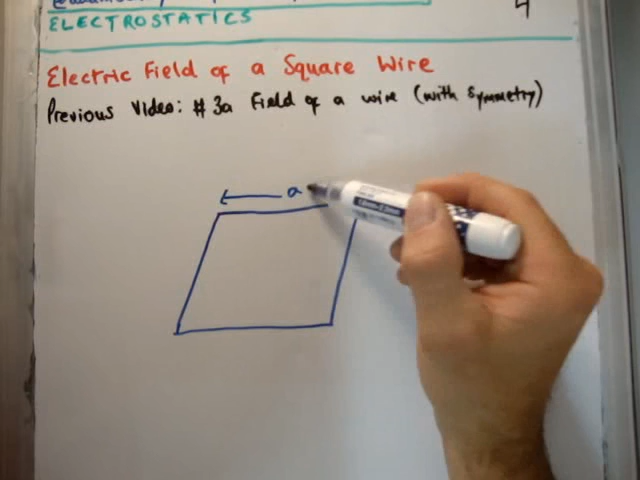 4
ELECTROSTATICS
Electric Field of a Square Wire
Previous Video: # 3a Field of a wire (with symmetry)
a